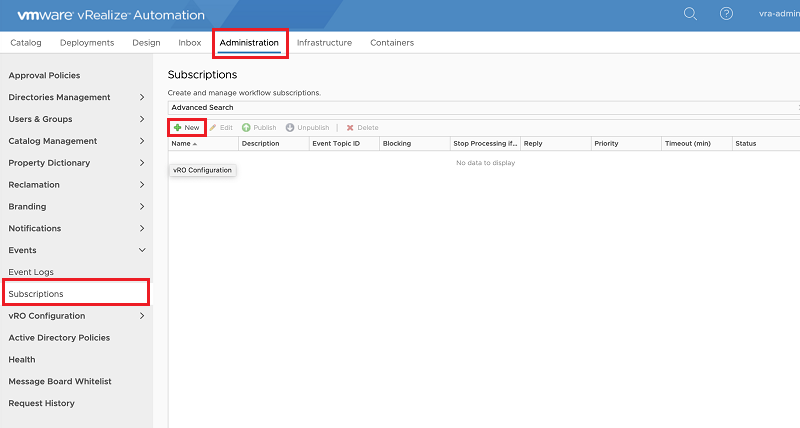 vmware® vRealize™ Automation
vra-admin
Catalog Deployments Design Inbox Administration Infrastructure Containers
Approval Policies
Directories Management
Users & Groups
Catalog Management
Property Dictionary
Reclamation
Branding
Notifications
Events
Event Logs
Subscriptions
vRO Configuration
Active Directory Policies
Health
Message Board Whitelist
Request History
Subscriptions
Create and manage workflow subscriptions.
Advanced Search
New Edit Publish Unpublish | Delete
Name Description Event Topic ID Blocking Stop Processing if... Reply Priority Timeout (min) Status
No data to display
vRO Configuration